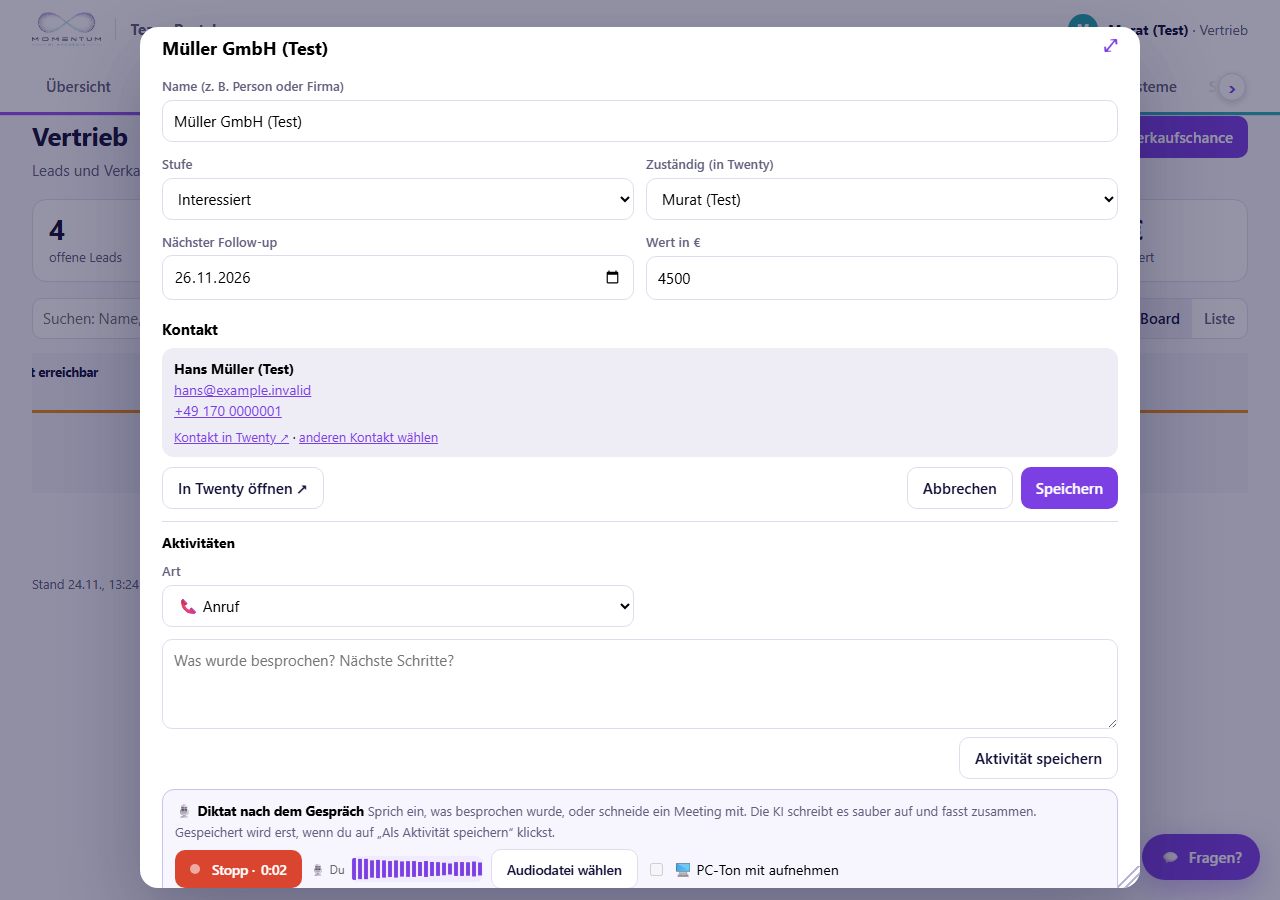 MOMENTUM
Müller GmbH (Test)
(Test) · Vertrieb
Übersicht
Name (z. B. Person oder Firma)
Müller GmbH (Test)
Vertrieb
Leads und
Stufe
Zuständig (in Twenty)
Interessiert
Murat (Test)
4
offene Leads
Nächster Follow-up
Wert in €
26.11.2026
4500
Suchen: Name,
Board
Liste
Kontakt
t erreichbar
Hans Müller (Test)
hans@example.invalid
+49 170 0000001
Kontakt in Twenty ↗ · anderen Kontakt wählen
In Twenty öffnen ↗
Abbrechen
Speichern
Aktivitäten
Art
Stand 24.11., 13:24
📞 Anruf
Was wurde besprochen? Nächste Schritte?
Aktivität speichern
🎙 Diktat nach dem Gespräch Sprich ein, was besprochen wurde, oder schneide ein Meeting mit. Die KI schreibt es sauber auf und fasst zusammen.
Gespeichert wird erst, wenn du auf „Als Aktivität speichern“ klickst.
Stopp · 0:02
🎙 Du
Audiodatei wählen
🖥 PC-Ton mit aufnehmen
💬 Fragen?